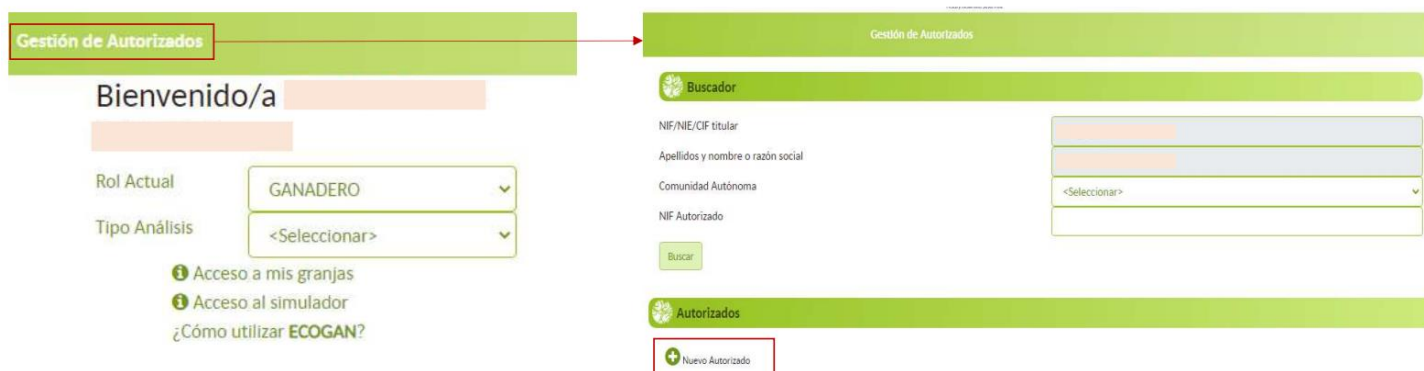 Gestión de Autorizados
Bienvenido/a
Rol Actual
GANADERO
Tipo Análisis
<Seleccionar>
Acceso a mis granjas
Acceso al simulador
¿Cómo utilizar ECOGAN?
Gestión de Autorizados
Buscador
NIF/NIE/CIF titular
Apellidos y nombre o razón social
Comunidad Autónoma
<Seleccionar>
NIF Autorizado
Buscar
Autorizados
Nuevo Autorizado